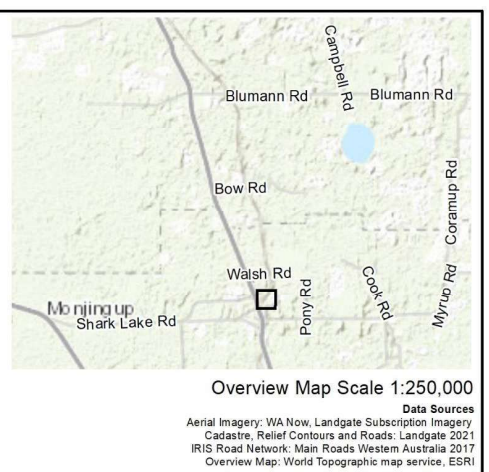 Campbell Rd
Blumann Rd
Blumann Rd
Bow Rd
Coramup Rd
Walsh Rd
Pony Rd
Cook Rd
Myrup Rd
Monjingup
Shark Lake Rd
Overview Map Scale 1:250,000
Data Sources
Aerial Imagery: WA Now, Landgate Subscription Imagery
Cadastre, Relief Contours and Roads: Landgate 2021
IRIS Road Network: Main Roads Western Australia 2017
Overview Map: World Topographic map service, ESRI